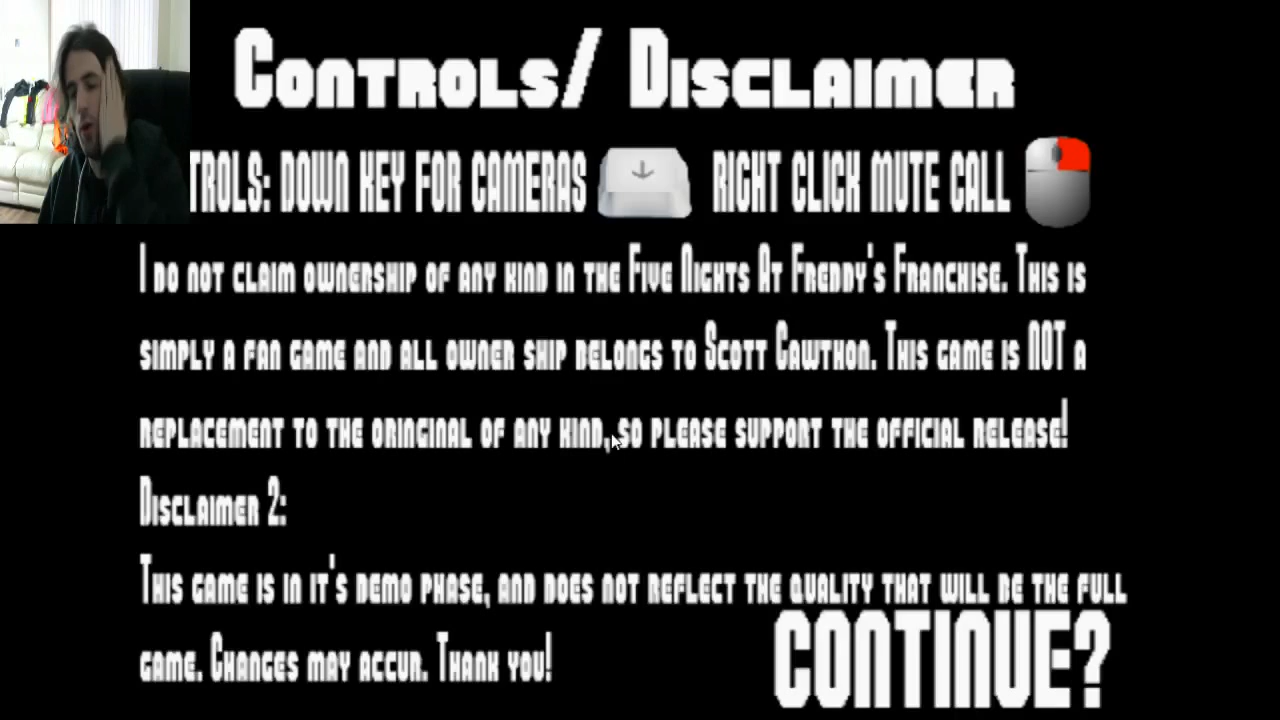 Controls/ Disclaimer
TROLS: DOWN KEY FOR CAMERAS RIGHT CLICK MUTE CALL
I do not claim ownership of any kind in the Five Nights At Freddy's Franchise. This is
simply a fan game and all owner ship belongs to Scott Cawthon. This game is NOT a
replacement to the oringinal of any kind, so please support the official release!
Disclaimer 2:
This game is in it's demo phase, and does not reflect the quality that will be the full
game. Changes may accur. Thank you!
CONTINUE?